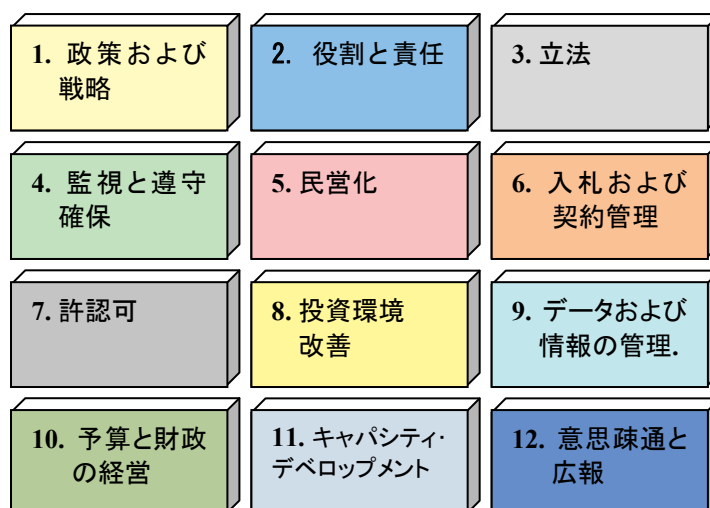 1. 政策および
戦略
2. 役割と責任
3. 立法
4. 監視と遵守
確保
5. 民営化
6. 入札および
契約管理
7. 許認可
8. 投資環境
改善
9. データおよび
情報の管理.
10. 予算と財政
の経営
11. キャパシティ・
デベロップメント
12. 意思疎通と
広報